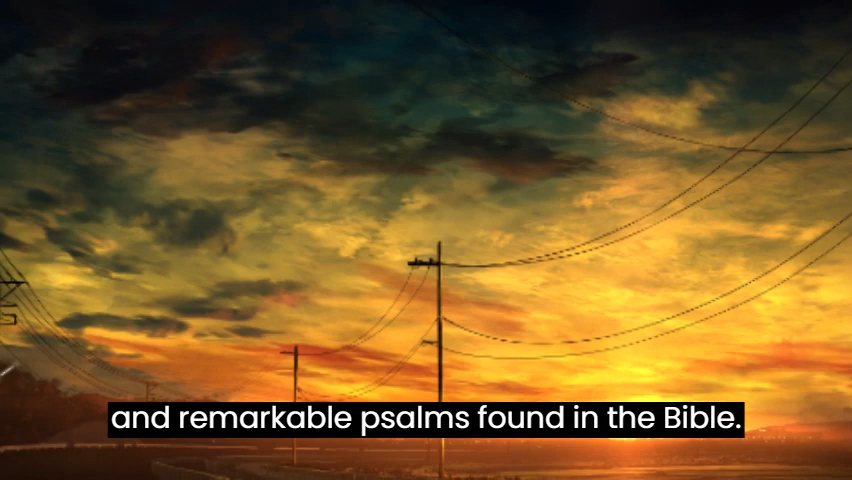 and remarkable psalms found in the Bible.